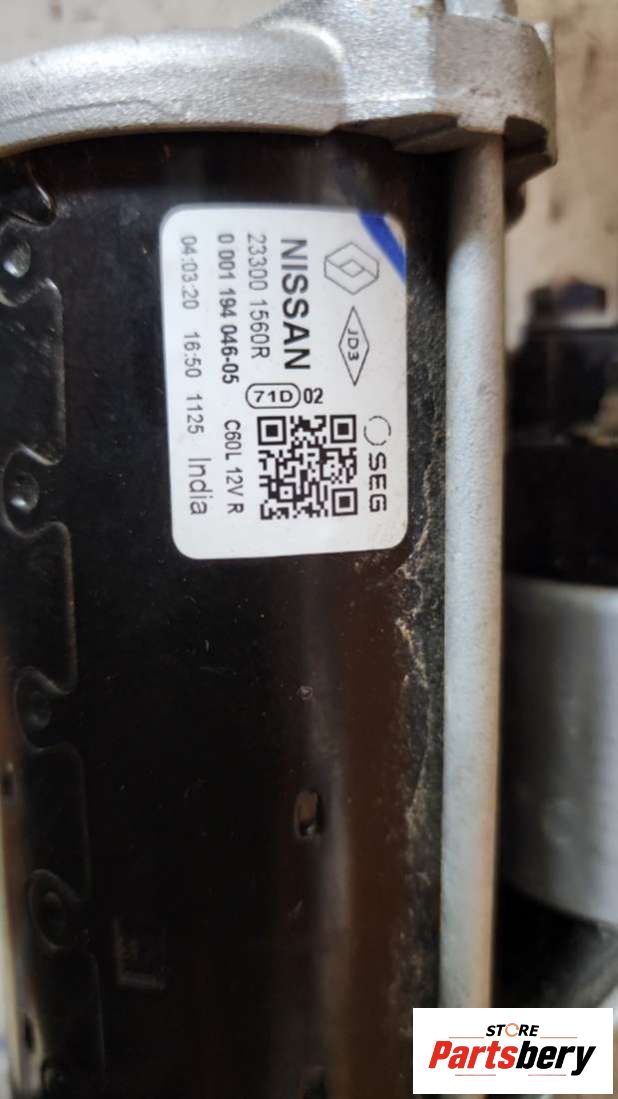 JD3
SEG
NISSAN
71D 02
23300 1560R
0 001 194 046-05 C60L 12V R
04:03:20 16:50 1125 India
STORE
Partsbery